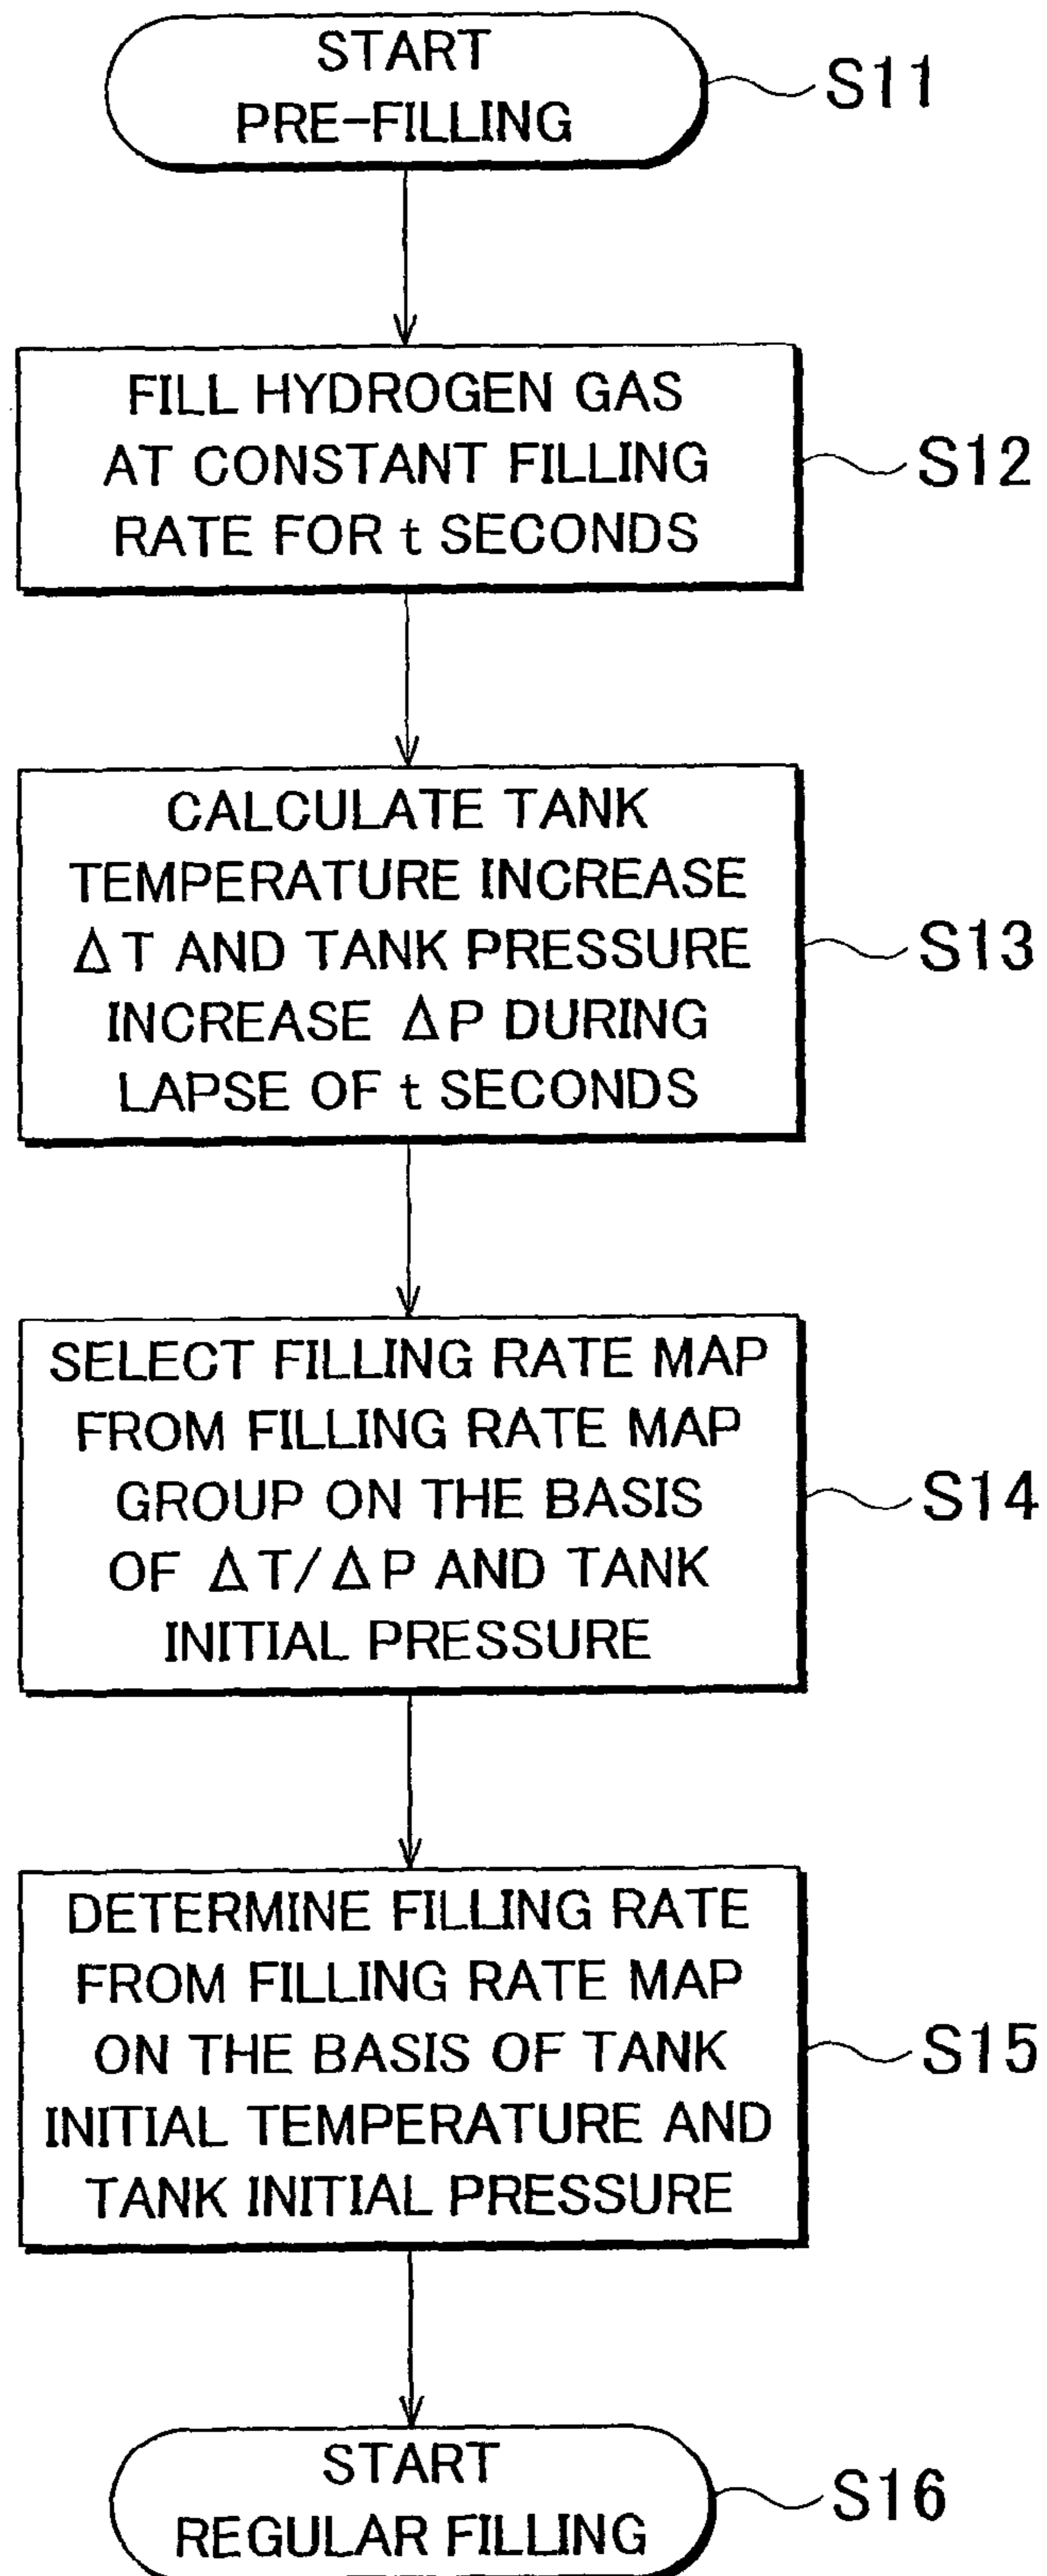 START
PRE-FILLING
S11
FILL HYDROGEN GAS
AT CONSTANT FILLING
RATE FOR t SECONDS
S12
CALCULATE TANK
TEMPERATURE INCREASE
ΔT AND TANK PRESSURE
INCREASE ΔP DURING
LAPSE OF t SECONDS
S13
SELECT FILLING RATE MAP
FROM FILLING RATE MAP
GROUP ON THE BASIS
OF ΔT/ΔP AND TANK
INITIAL PRESSURE
S14
DETERMINE FILLING RATE
FROM FILLING RATE MAP
ON THE BASIS OF TANK
INITIAL TEMPERATURE AND
TANK INITIAL PRESSURE
S15
START
REGULAR FILLING
S16